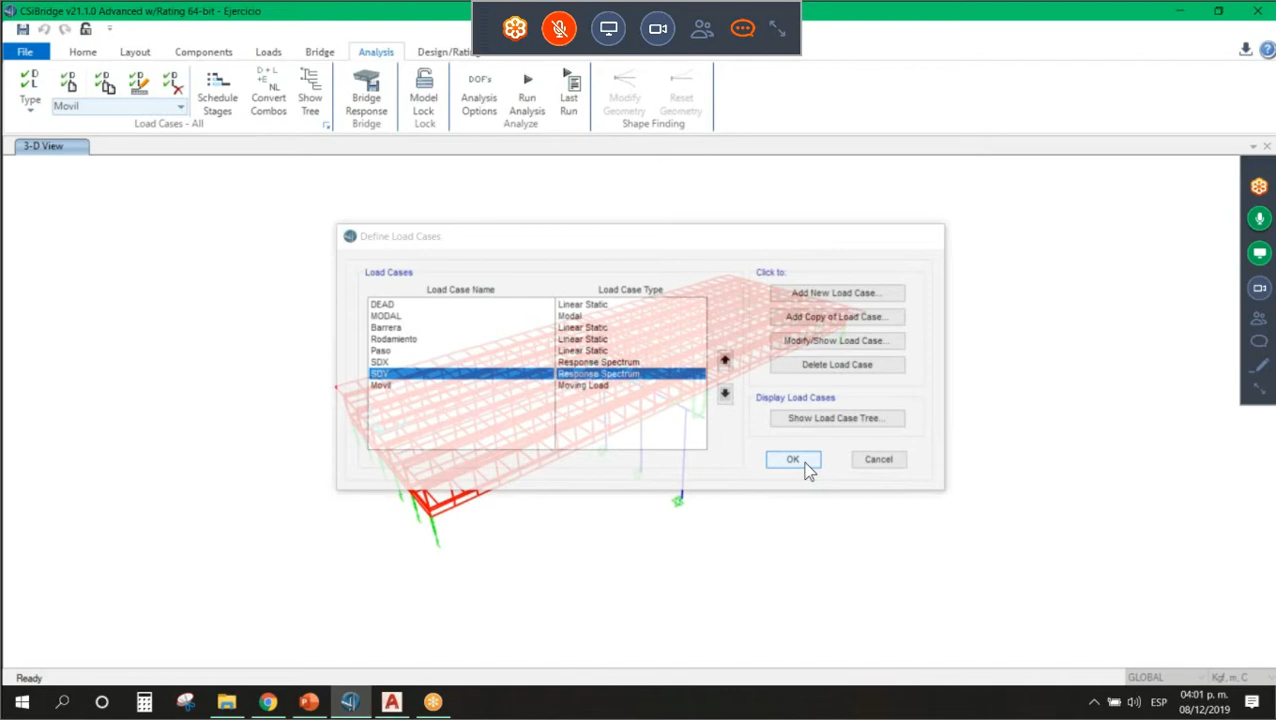 CSiBridge v21.1.0 Advanced w/Rating 64-bit - Ejercicio
File
Home
Layout
Components
Loads
Bridge
Analysis
Design/Rati
Type
Movil
Schedule Stages
Convert Combos
Show Tree
Bridge Response
Model Lock
DOF's
Analysis Options
Run Analysis
Last Run
Modify Geometry
Reset Geometry
Load Cases - All
Bridge
Lock
Analyze
Shape Finding
3-D View
Define Load Cases
Load Cases
Load Case Name
Load Case Type
DEAD Linear Static
MODAL Modal
Barrera Linear Static
Rodamiento Linear Static
Paso Linear Static
SDX Response Spectrum
SDY Response Spectrum
Movil Moving Load
Click to:
Add New Load Case...
Add Copy of Load Case...
Modify/Show Load Case...
Delete Load Case
Display Load Cases
Show Load Case Tree...
OK
Cancel
Ready
GLOBAL
Kgf, m, C
ESP
04:01 p. m.
08/12/2019